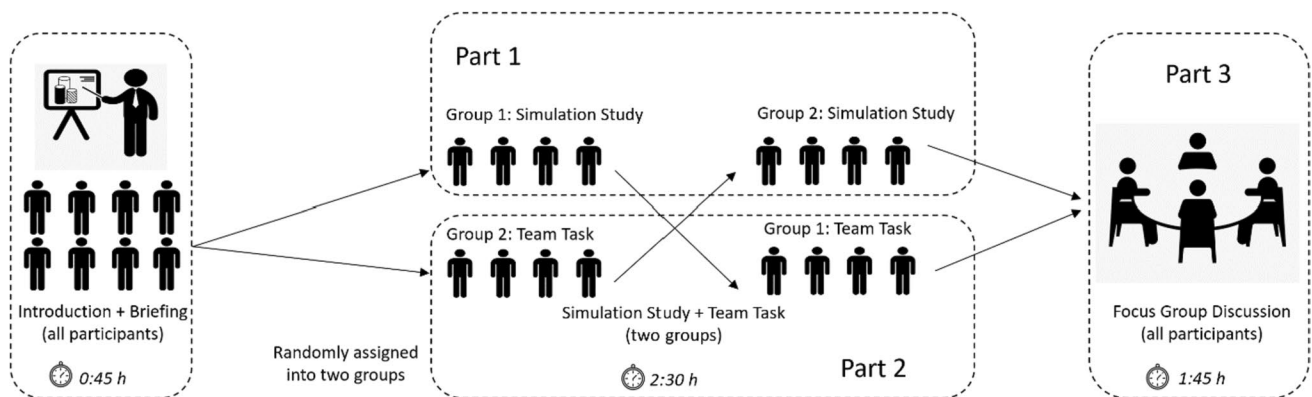 Introduction + Briefing
(all participants)
0:45 h
Randomly assigned
into two groups
Part 1
Group 1: Simulation Study
Group 2: Simulation Study
Group 2: Team Task
Group 1: Team Task
Simulation Study + Team Task
(two groups)
2:30 h
Part 2
Part 3
Focus Group Discussion
(all participants)
1:45 h